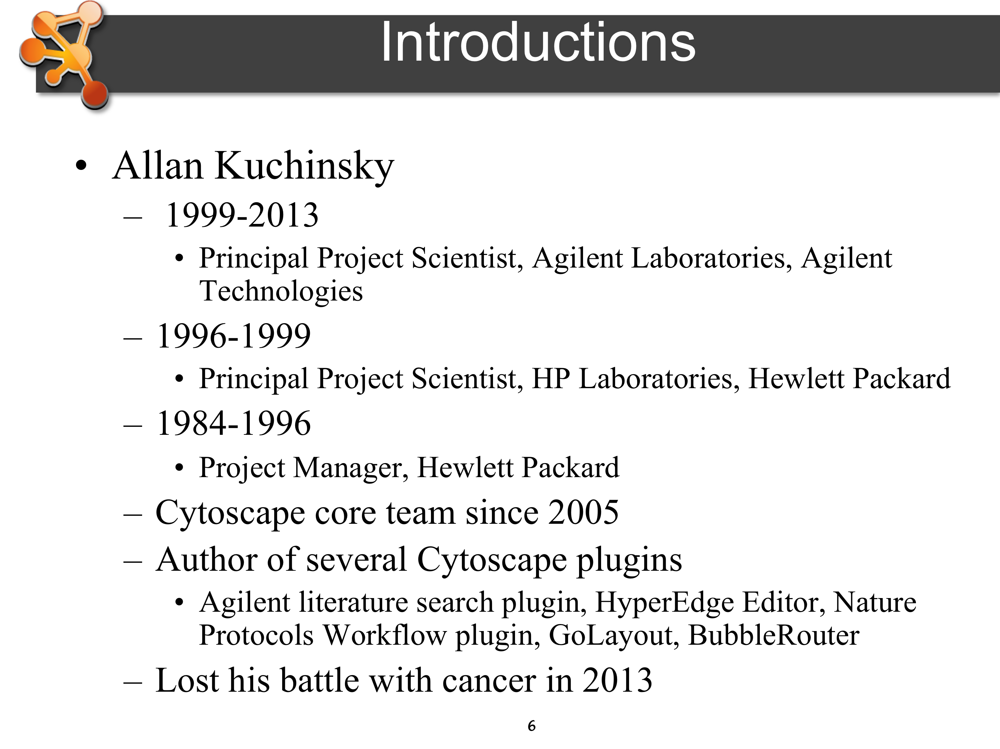 Introductions
• Allan Kuchinsky
– 1999-2013
• Principal Project Scientist, Agilent Laboratories, Agilent
Technologies
– 1996-1999
• Principal Project Scientist, HP Laboratories, Hewlett Packard
– 1984-1996
• Project Manager, Hewlett Packard
– Cytoscape core team since 2005
– Author of several Cytoscape plugins
• Agilent literature search plugin, HyperEdge Editor, Nature
Protocols Workflow plugin, GoLayout, BubbleRouter
– Lost his battle with cancer in 2013
6